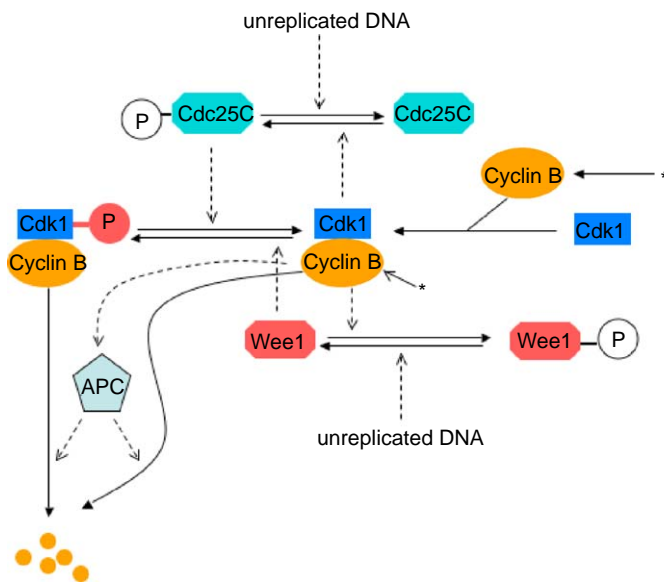 unreplicated DNA
P
Cdc25C
Cdc25C
Cyclin B
*
Cdk1
P
Cdk1
Cdk1
Cyclin B
Cyclin B
*
Wee1
Wee1
P
APC
unreplicated DNA